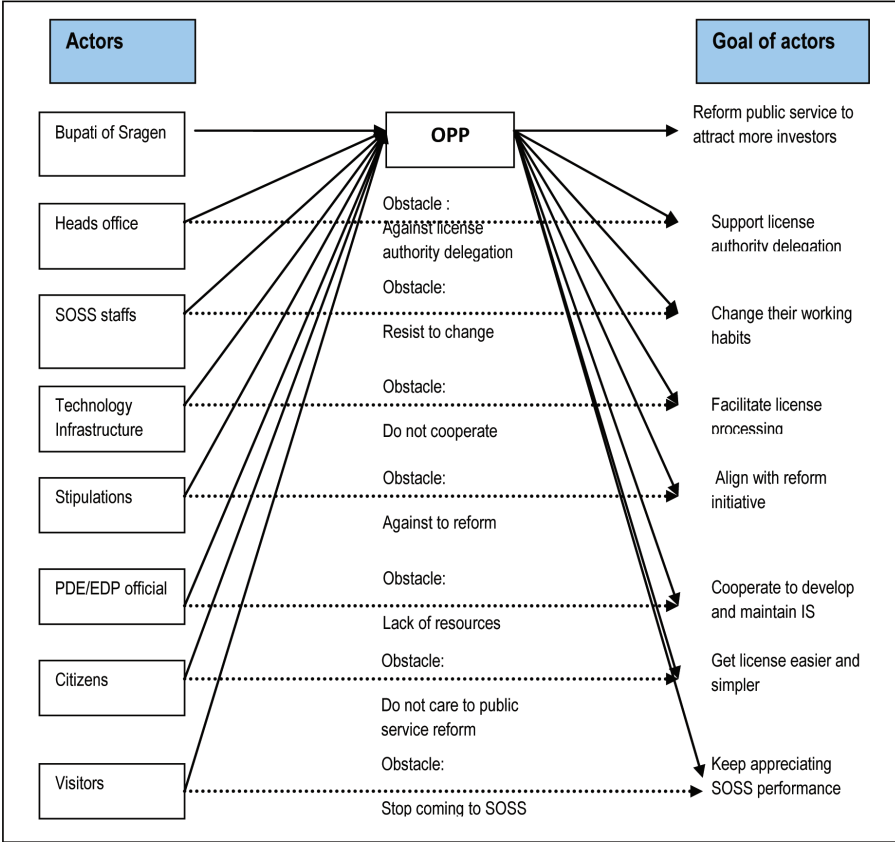 Actors
Goal of actors
Bupati of Sragen
OPP
Reform public service to
attract more investors
Heads office
Obstacle :
Against license
authority delegation
Support license
authority delegation
SOSS staffs
Obstacle:
Resist to change
Change their working
habits
Technology
Infrastructure
Obstacle:
Do not cooperate
Facilitate license
processing
Stipulations
Obstacle:
Against to reform
Align with reform
initiative
PDE/EDP official
Obstacle:
Lack of resources
Cooperate to develop
and maintain IS
Citizens
Obstacle:
Do not care to public
service reform
Get license easier and
simpler
Visitors
Obstacle:
Stop coming to SOSS
Keep appreciating
SOSS performance